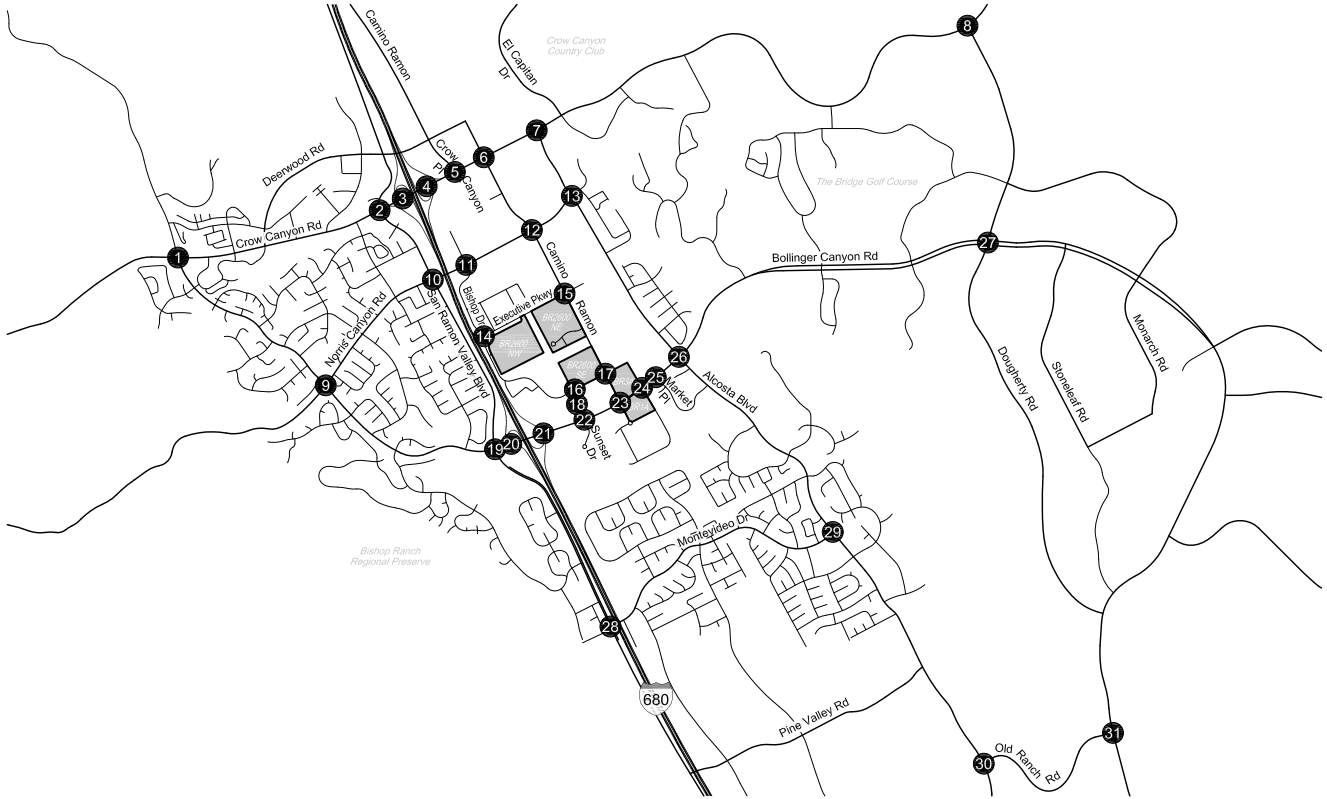 8
Camino Ramon
El Capitan
Dr
Crow Canyon
Country Club
7
Deerwood Rd
Crow
Pl
Canyon
6
5
4
3
2
The Bridge Golf Course
13
Crow Canyon Rd
12
1
27
Bollinger Canyon Rd
11
10
Camino
Ramon
15
Executive Pkwy
Bishop Dr
San Ramon Valley Blvd
Norris Canyon Rd
BR2600
NE
14
BR2600
NW
Monarch Rd
26
BR2600
SE
17
25
24
Market
Pl
Alcosta Blvd
Dougherty Rd
Stoneleaf Rd
9
16
18
23
22
21
20
19
Sunset
Dr
Montevideo Dr
29
Bishop Ranch
Regional Preserve
28
680
Pine Valley Rd
31
Old Ranch Rd
30